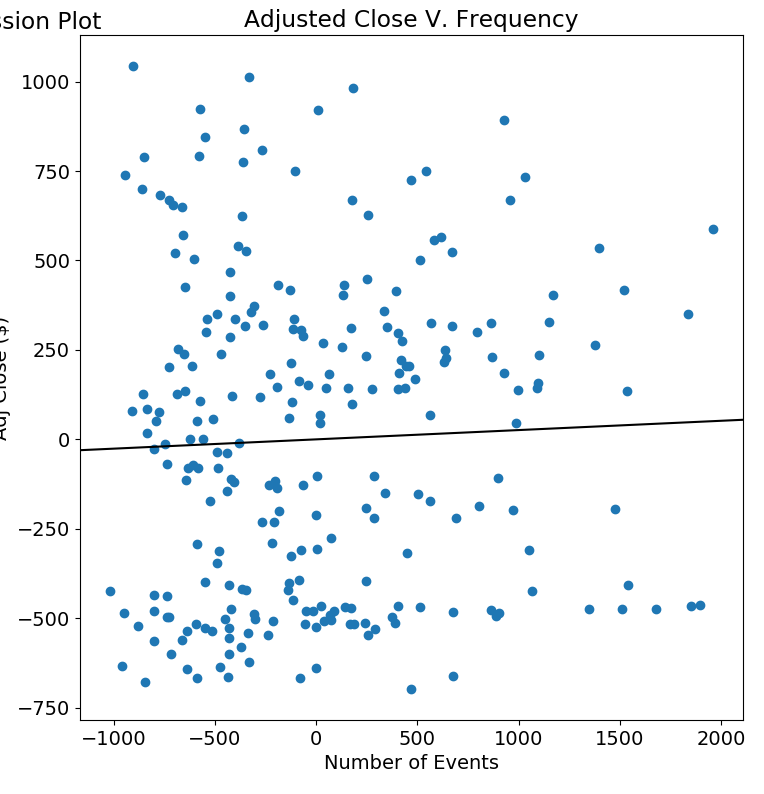 ssion Plot
Adjusted Close V. Frequency
1000
750
500
250
0
−250
−500
−750
Adj Close ($)
−1000 −500 0 500 1000 1500 2000
Number of Events